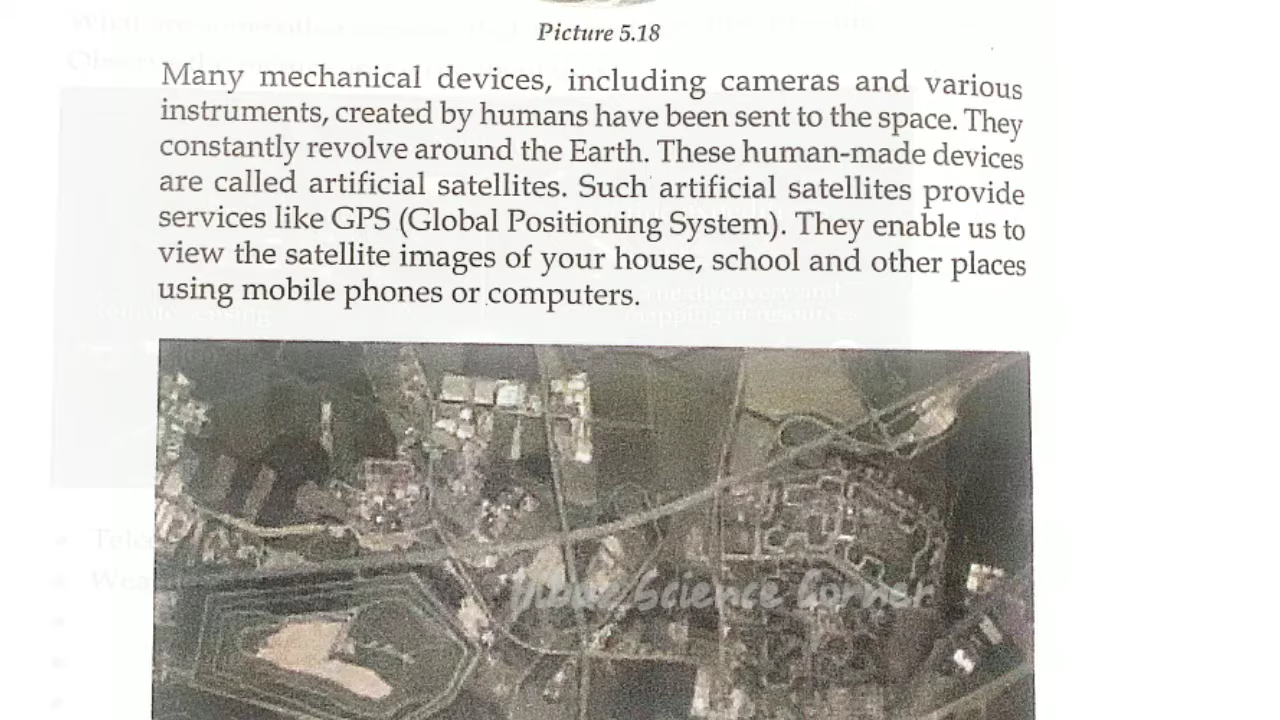 Picture 5.18
Many mechanical devices, including cameras and various
instruments, created by humans have been sent to the space. They
constantly revolve around the Earth. These human-made devices
are called artificial satellites. Such artificial satellites provide
services like GPS (Global Positioning System). They enable us to
view the satellite images of your house, school and other places
using mobile phones or computers.
Science Corner